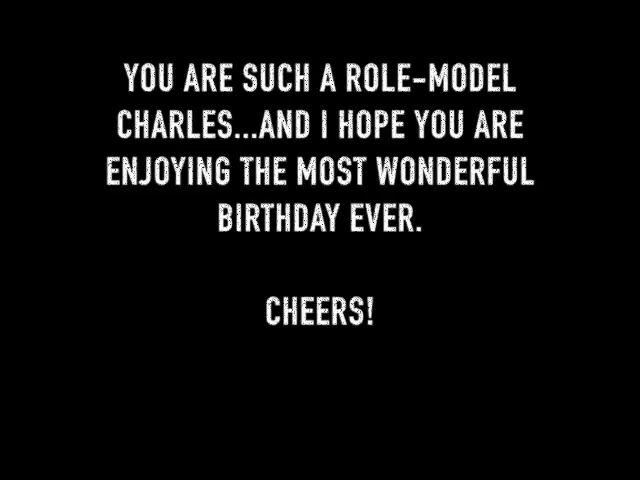 YOU ARE SUCH A ROLE-MODEL
CHARLES...AND I HOPE YOU ARE
ENJOYING THE MOST WONDERFUL
BIRTHDAY EVER.
CHEERS!